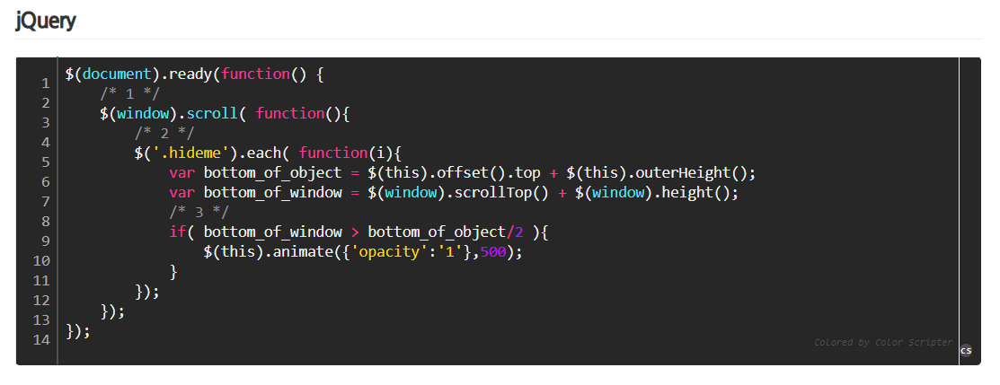 jQuery
1 $(document).ready(function() {
2 /* 1 */
3 $(window).scroll( function(){
4 /* 2 */
5 $('.hideme').each( function(i){
6 var bottom_of_object = $(this).offset().top + $(this).outerHeight();
7 var bottom_of_window = $(window).scrollTop() + $(window).height();
8 /* 3 */
9 if( bottom_of_window > bottom_of_object/2 ){
10 $(this).animate({'opacity':'1'},500);
11 }
12 });
13 });
14 });
Colored by Color Scripter
cs